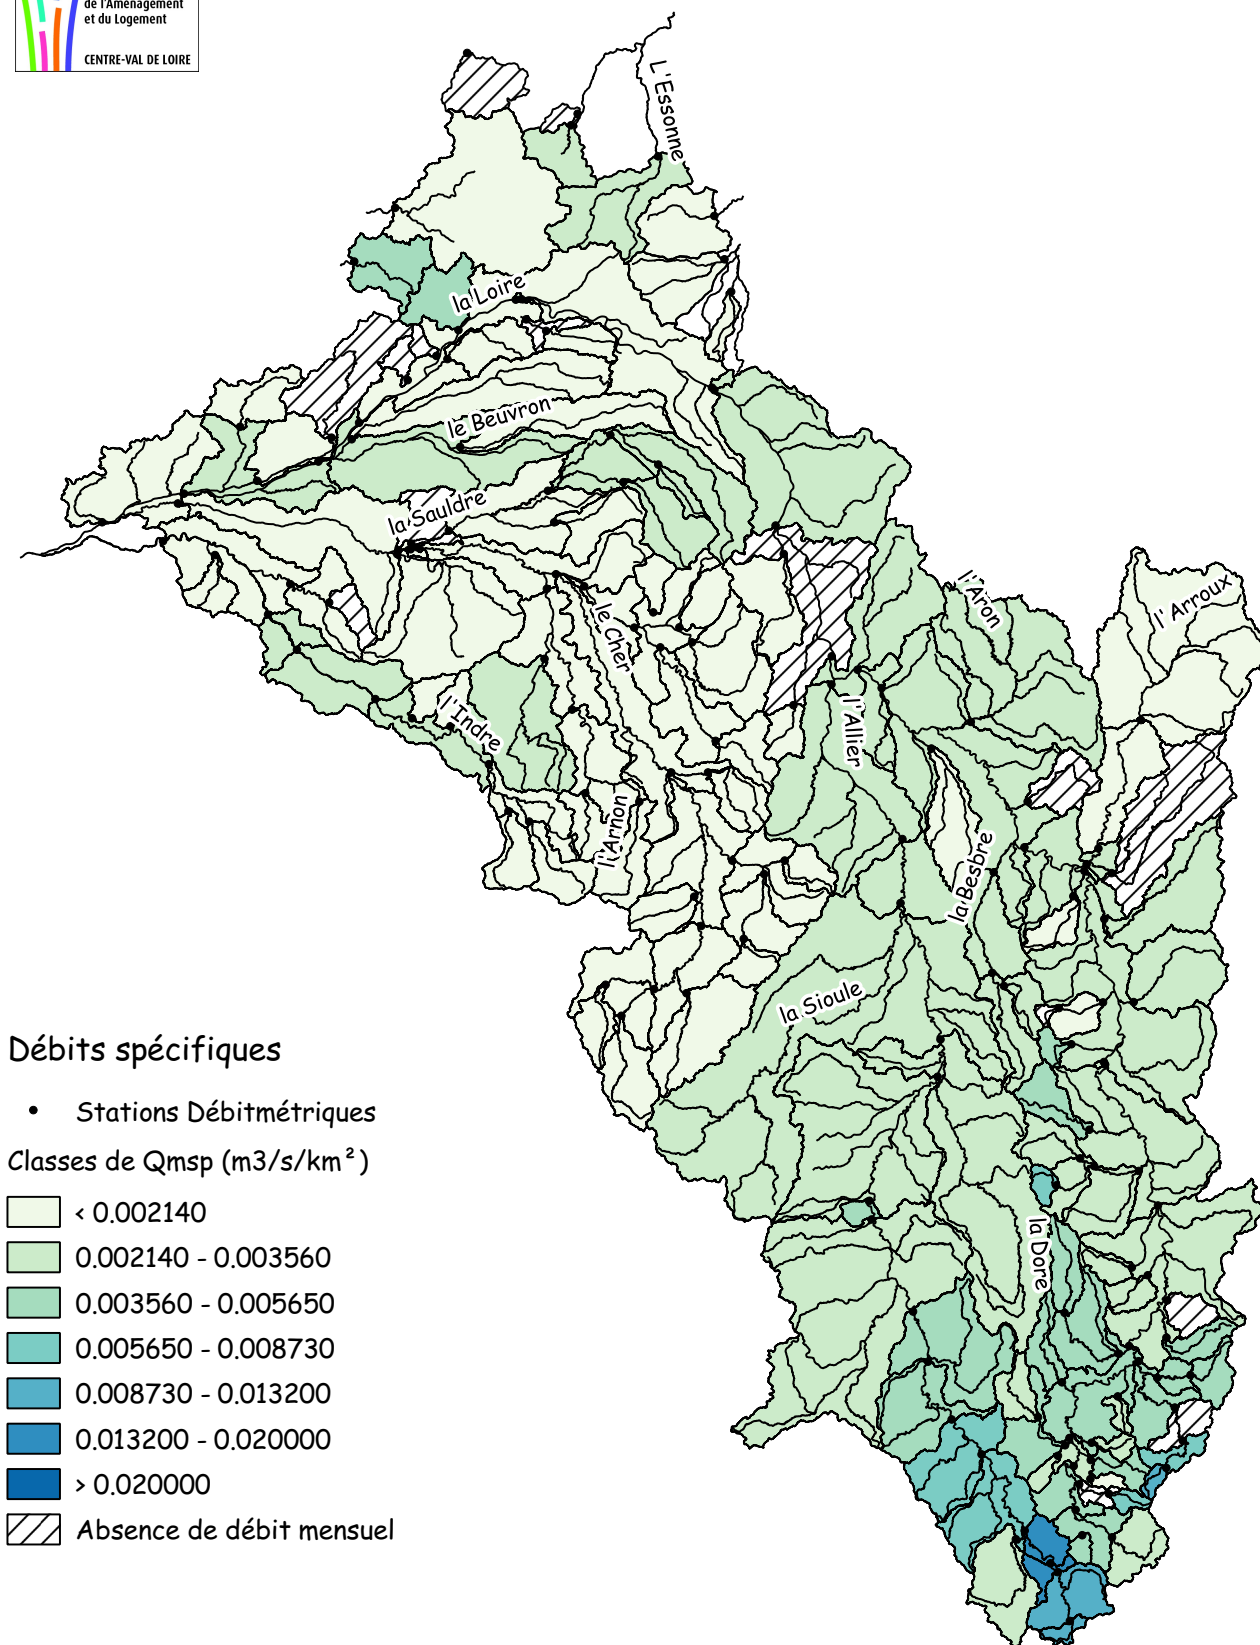 de l'Aménagement
et du Logement
CENTRE-VAL DE LOIRE
L'Essonne
la Loire
le Beuvron
la Sauldre
l'Aron
l'Arroux
le Cher
l'Indre
l'Allier
l'Arnon
la Besbre
la Sioule
la Dore
Débits spécifiques
Stations Débitmétriques
Classes de Qmsp (m3/s/km²)
< 0.002140
0.002140 - 0.003560
0.003560 - 0.005650
0.005650 - 0.008730
0.008730 - 0.013200
0.013200 - 0.020000
> 0.020000
Absence de débit mensuel